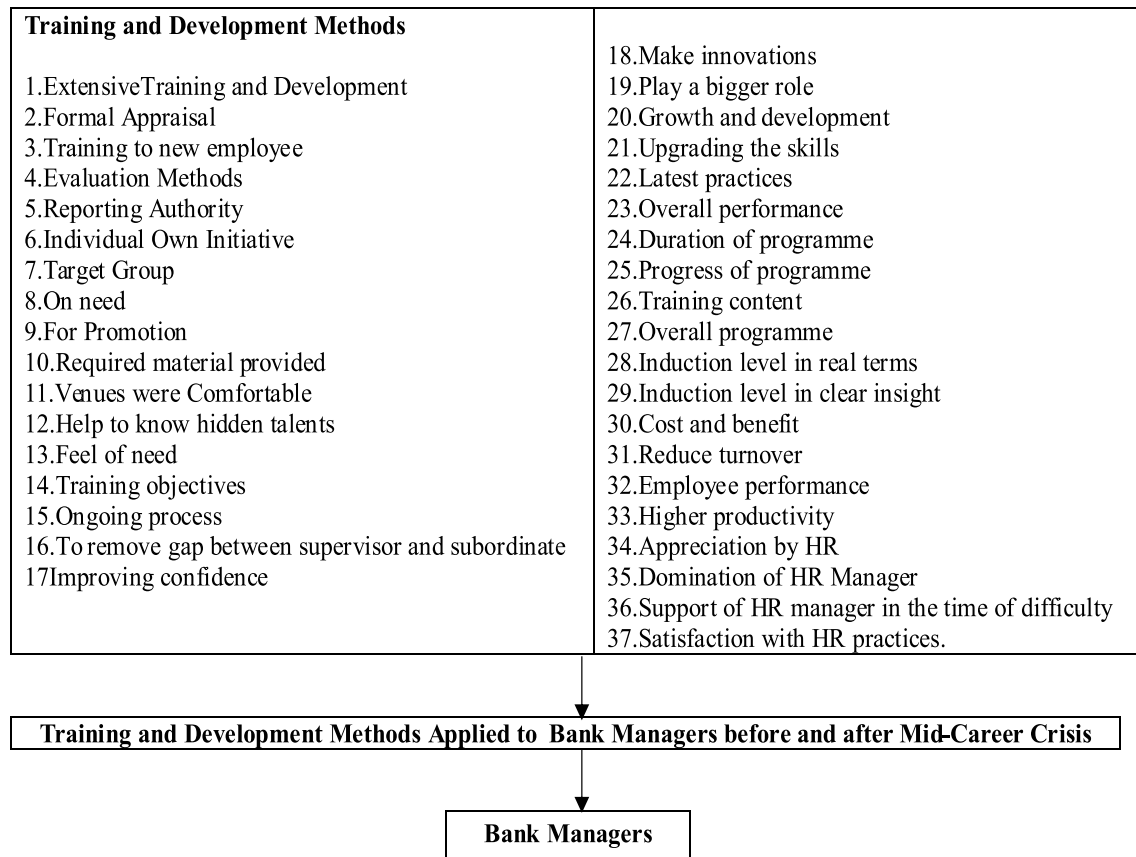 Training and Development Methods
1.ExtensiveTraining and Development
2.Formal Appraisal
3.Training to new employee
4.Evaluation Methods
5.Reporting Authority
6.Individual Own Initiative
7.Target Group
8.On need
9.For Promotion
10.Required material provided
11.Venues were Comfortable
12.Help to know hidden talents
13.Feel of need
14.Training objectives
15.Ongoing process
16.To remove gap between supervisor and subordinate
17Improving confidence
18.Make innovations
19.Play a bigger role
20.Growth and development
21.Upgrading the skills
22.Latest practices
23.Overall performance
24.Duration of programme
25.Progress of programme
26.Training content
27.Overall programme
28.Induction level in real terms
29.Induction level in clear insight
30.Cost and benefit
31.Reduce turnover
32.Employee performance
33.Higher productivity
34.Appreciation by HR
35.Domination of HR Manager
36.Support of HR manager in the time of difficulty
37.Satisfaction with HR practices.
Training and Development Methods Applied to Bank Managers before and after Mid-Career Crisis
Bank Managers